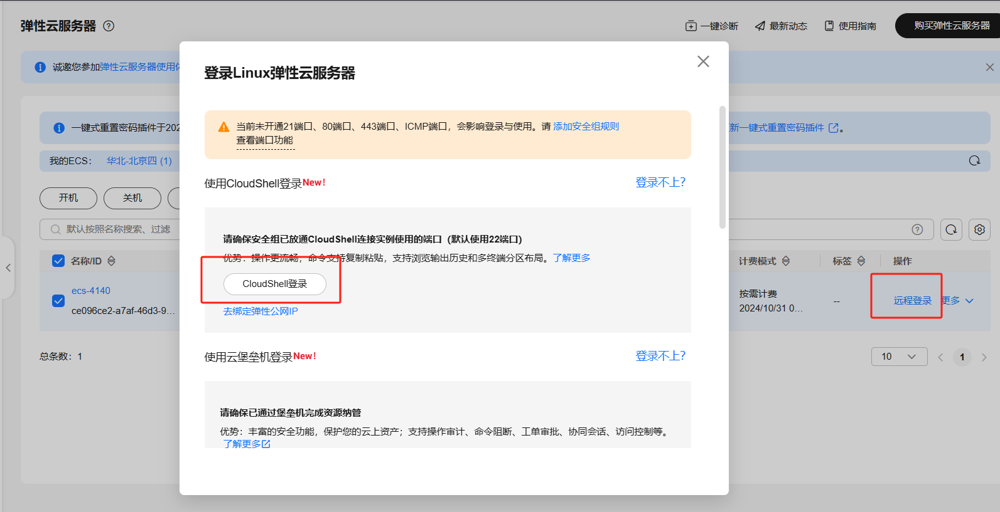 弹性云服务器
一键诊断
最新动态
使用指南
购买弹性云服务器
诚邀您参加弹性云服务器使用
一键式重置密码插件于202
新一键式重置密码插件
。
我的ECS：
华北-北京四 (1)
开机
关机
默认按照名称搜索、过滤
名称/ID
计费模式
标签
操作
ecs-4140
ce096ce2-a7af-46d3-9...
按需计费
2024/10/31 0...
--
远程登录
更多
总条数：1
10
1
登录Linux弹性云服务器
当前未开通21端口、80端口、443端口、ICMP端口，会影响登录与使用。请 添加安全组规则
查看端口功能
使用CloudShell登录New!
登录不上?
请确保安全组已放通CloudShell连接实例使用的端口（默认使用22端口）
优势：操作更流畅，命令支持复制粘贴，支持浏览输出历史和多终端分区布局。了解更多
CloudShell登录
去绑定弹性公网IP
使用云堡垒机登录New!
登录不上?
请确保已通过堡垒机完成资源纳管
优势：丰富的安全功能，保护您的云上资产；支持操作审计、命令阻断、工单审批、协同会话、访问控制等。
了解更多